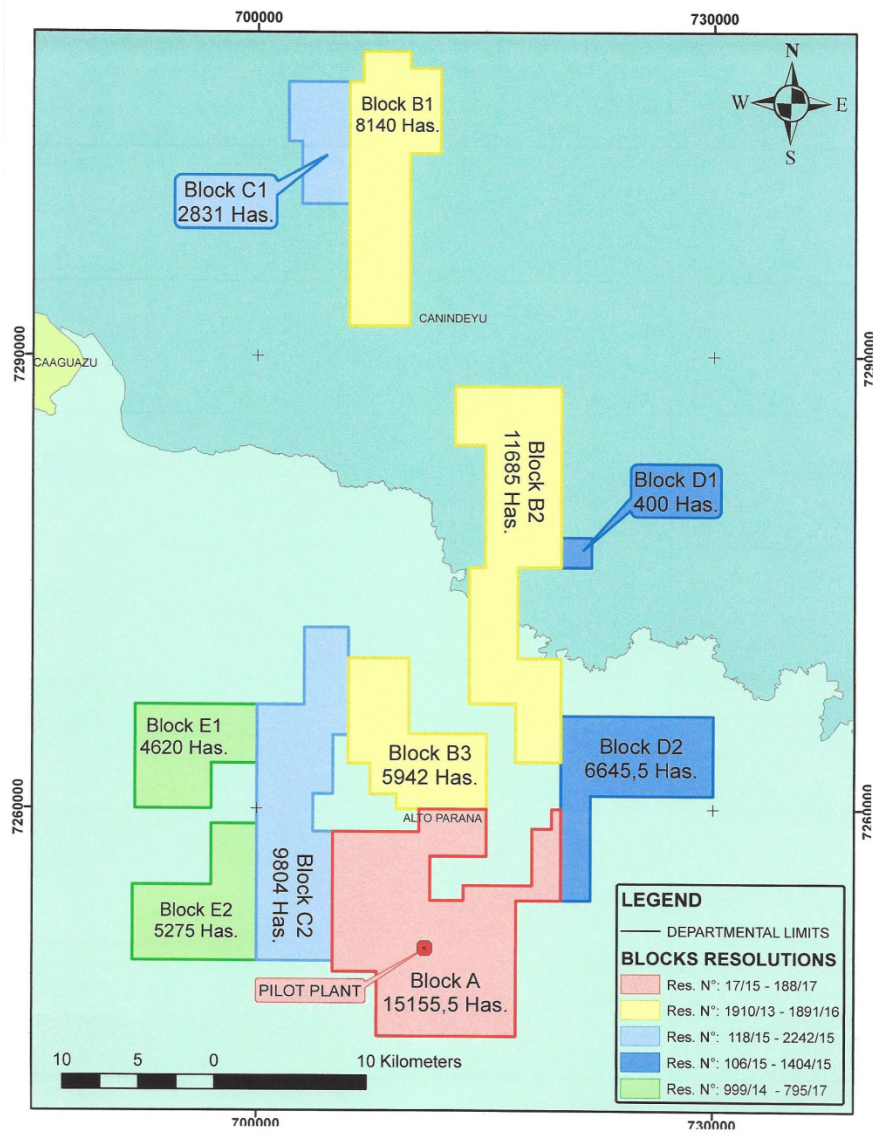 700000
730000
N
W
E
S
Block B1
8140 Has.
Block C1
2831 Has.
CANINDEYU
7290000
7290000
CAAGUAZU
Block B2
11685 Has.
Block D1
400 Has.
Block E1
4620 Has.
Block B3
5942 Has.
Block D2
6645,5 Has.
7260000
7260000
ALTO PARANA
Block C2
9804 Has.
Block E2
5275 Has.
PILOT PLANT
Block A
15155,5 Has.
LEGEND
DEPARTMENTAL LIMITS
BLOCKS RESOLUTIONS
Res. N°: 17/15 - 188/17
Res. N°: 1910/13 - 1891/16
Res. N°: 118/15 - 2242/15
Res. N°: 106/15 - 1404/15
Res. N°: 999/14 - 795/17
10 5 0 10 Kilometers
700000
730000